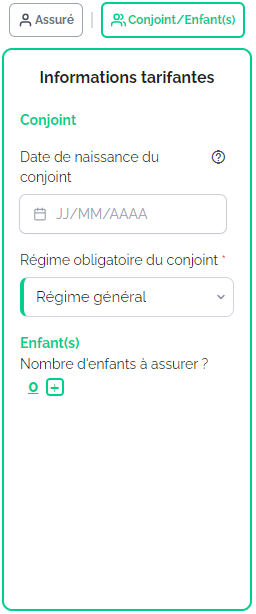 Assuré
Conjoint/Enfant(s)
Informations tarifantes
Conjoint
Date de naissance du
conjoint
JJ/MM/AAAA
Régime obligatoire du conjoint *
Régime général
Enfant(s)
Nombre d'enfants à assurer ?
0